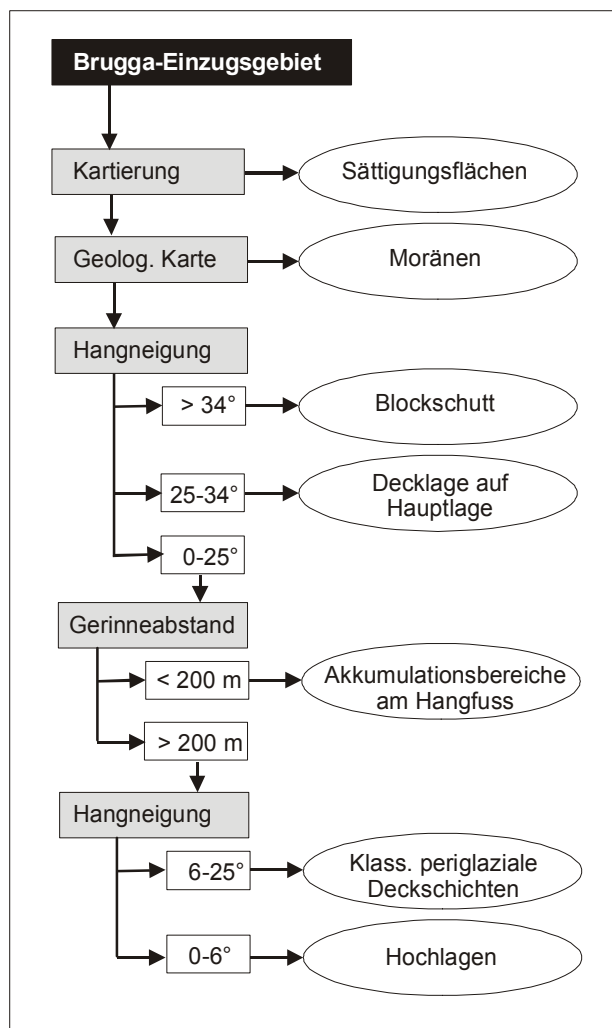 Brugga-Einzugsgebiet
Kartierung
Sättigungsflächen
Geolog. Karte
Moränen
Hangneigung
> 34°
Blockschutt
25-34°
Decklage auf
Hauptlage
0-25°
Gerinneabstand
< 200 m
Akkumulationsbereiche
am Hangfuss
> 200 m
Hangneigung
6-25°
Klass. periglaziale
Deckschichten
0-6°
Hochlagen